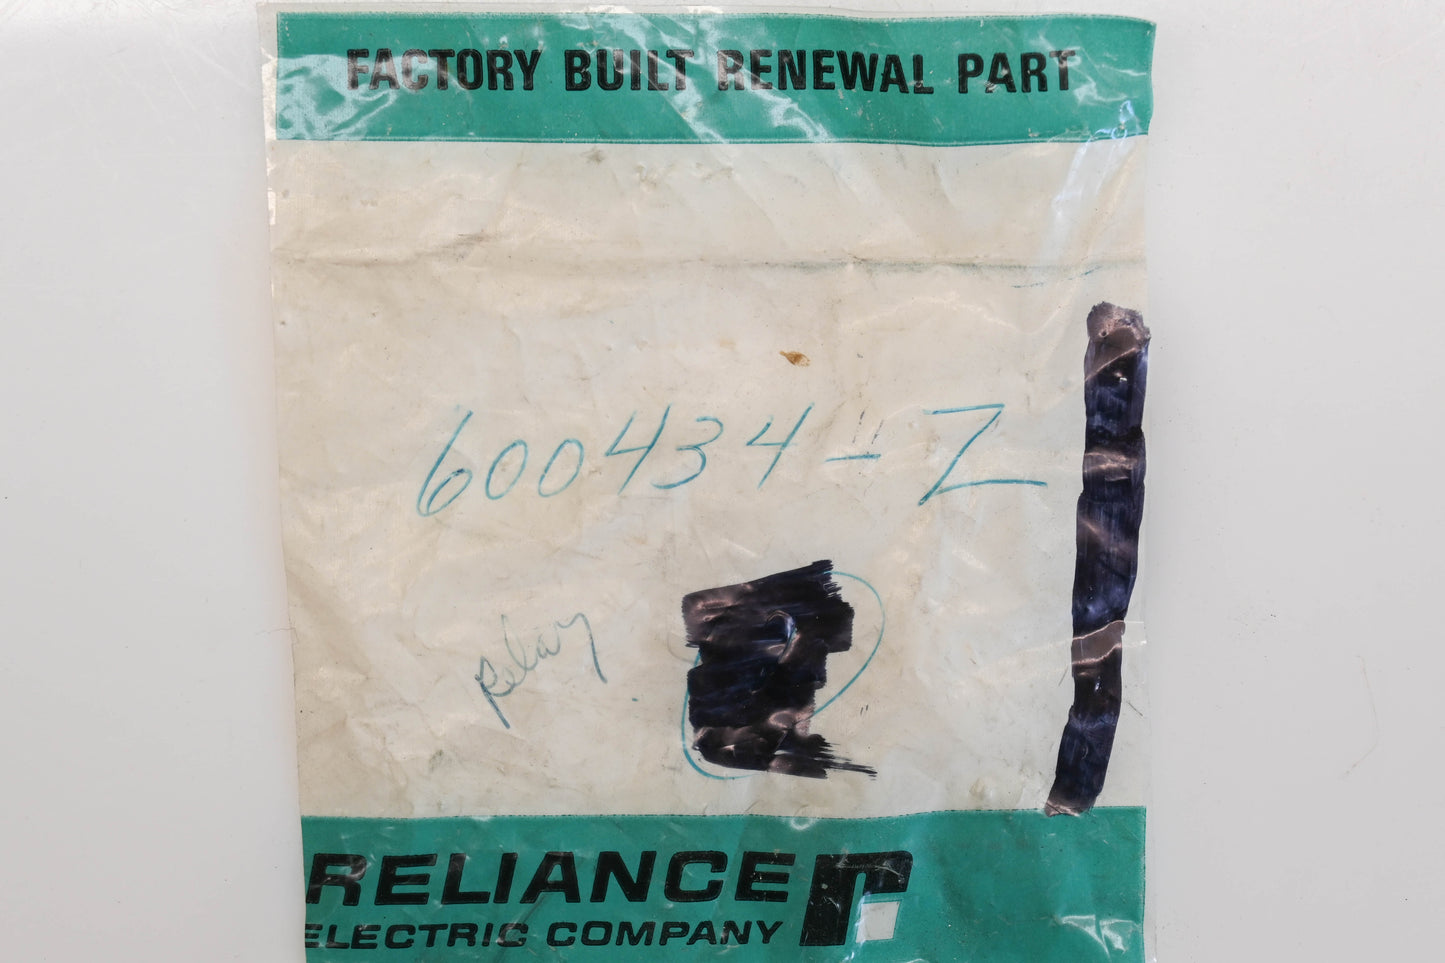 FACTORY BUILT RENEWAL PART
600434-Z
Relay
RELIANCE
ELECTRIC COMPANY